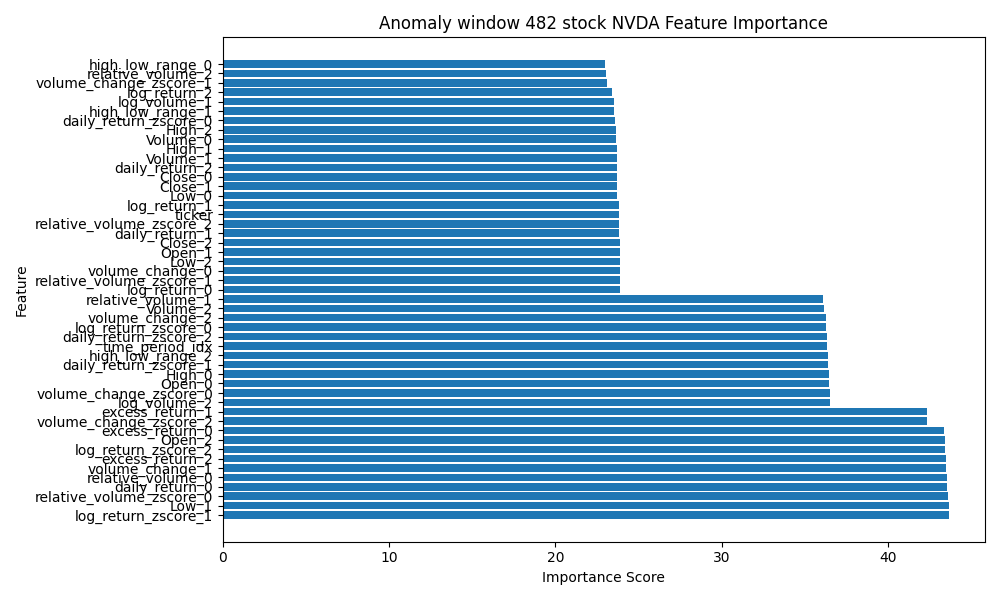 Anomaly window 482 stock NVDA Feature Importance
high_low_range_0
relative_volume_2
volume_change_zscore_1
log_return_2
log_volume_1
high_low_range_1
daily_return_zscore_0
High_2
Volume_0
High_1
Volume_1
daily_return_2
Close_0
Close_1
Low_0
log_return_1
ticker
relative_volume_zscore_2
daily_return_1
Close_2
Open_1
Low_2
volume_change_0
relative_volume_zscore_1
log_return_0
relative_volume_1
Volume_2
volume_change_2
log_return_zscore_0
daily_return_zscore_2
time_period_idx
high_low_range_2
daily_return_zscore_1
High_0
Open_0
volume_change_zscore_0
log_volume_2
excess_return_1
volume_change_zscore_2
excess_return_0
Open_2
log_return_zscore_2
excess_return_2
volume_change_1
relative_volume_0
daily_return_0
relative_volume_zscore_0
Low_1
log_return_zscore_1
Feature
0 10 20 30 40
Importance Score